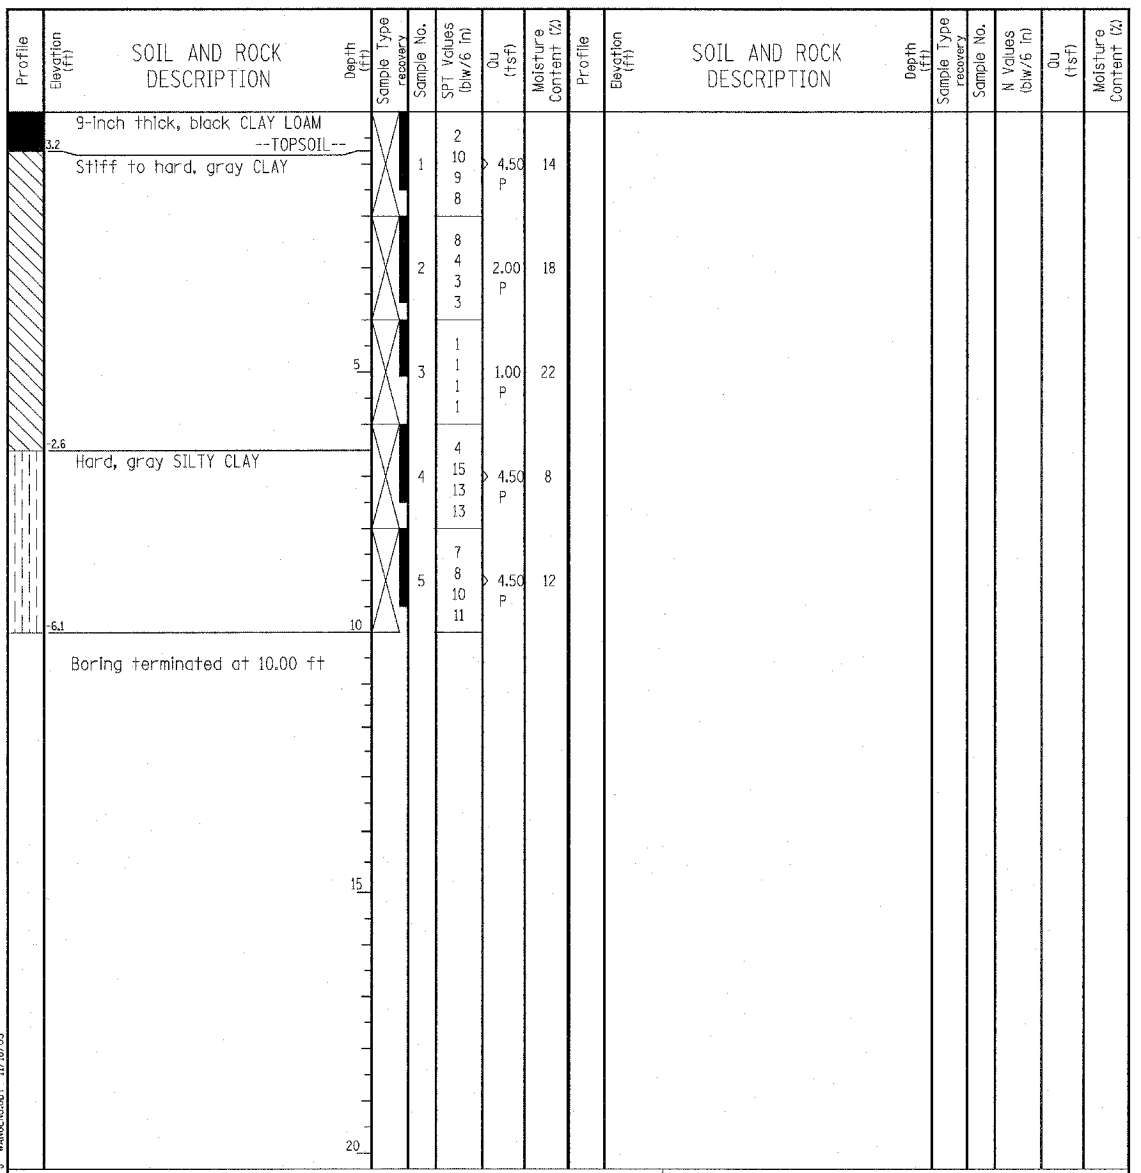 Profile
Elevation
(ft)
SOIL AND ROCK
DESCRIPTION
Depth
(ft)
Sample Type
recovery
Sample No.
SPT Values
(blw/6 in)
Qu
(tsf)
Moisture
Content (%)
Profile
Elevation
(ft)
SOIL AND ROCK
DESCRIPTION
Depth
(ft)
Sample Type
recovery
Sample No.
N Values
(blw/6 in)
Qu
(tsf)
Moisture
Content (%)
9-inch thick, black CLAY LOAM
3.2 --TOPSOIL--
Stiff to hard, gray CLAY
1
2
10
9
8
> 4.50
P
14
2
8
4
3
3
2.00
P
18
5
3
1
1
1
1
1.00
P
22
-2.6
Hard, gray SILTY CLAY
4
4
15
13
13
> 4.50
P
8
5
7
8
10
11
> 4.50
P
12
-6.1
10
Boring terminated at 10.00 ft
15
20